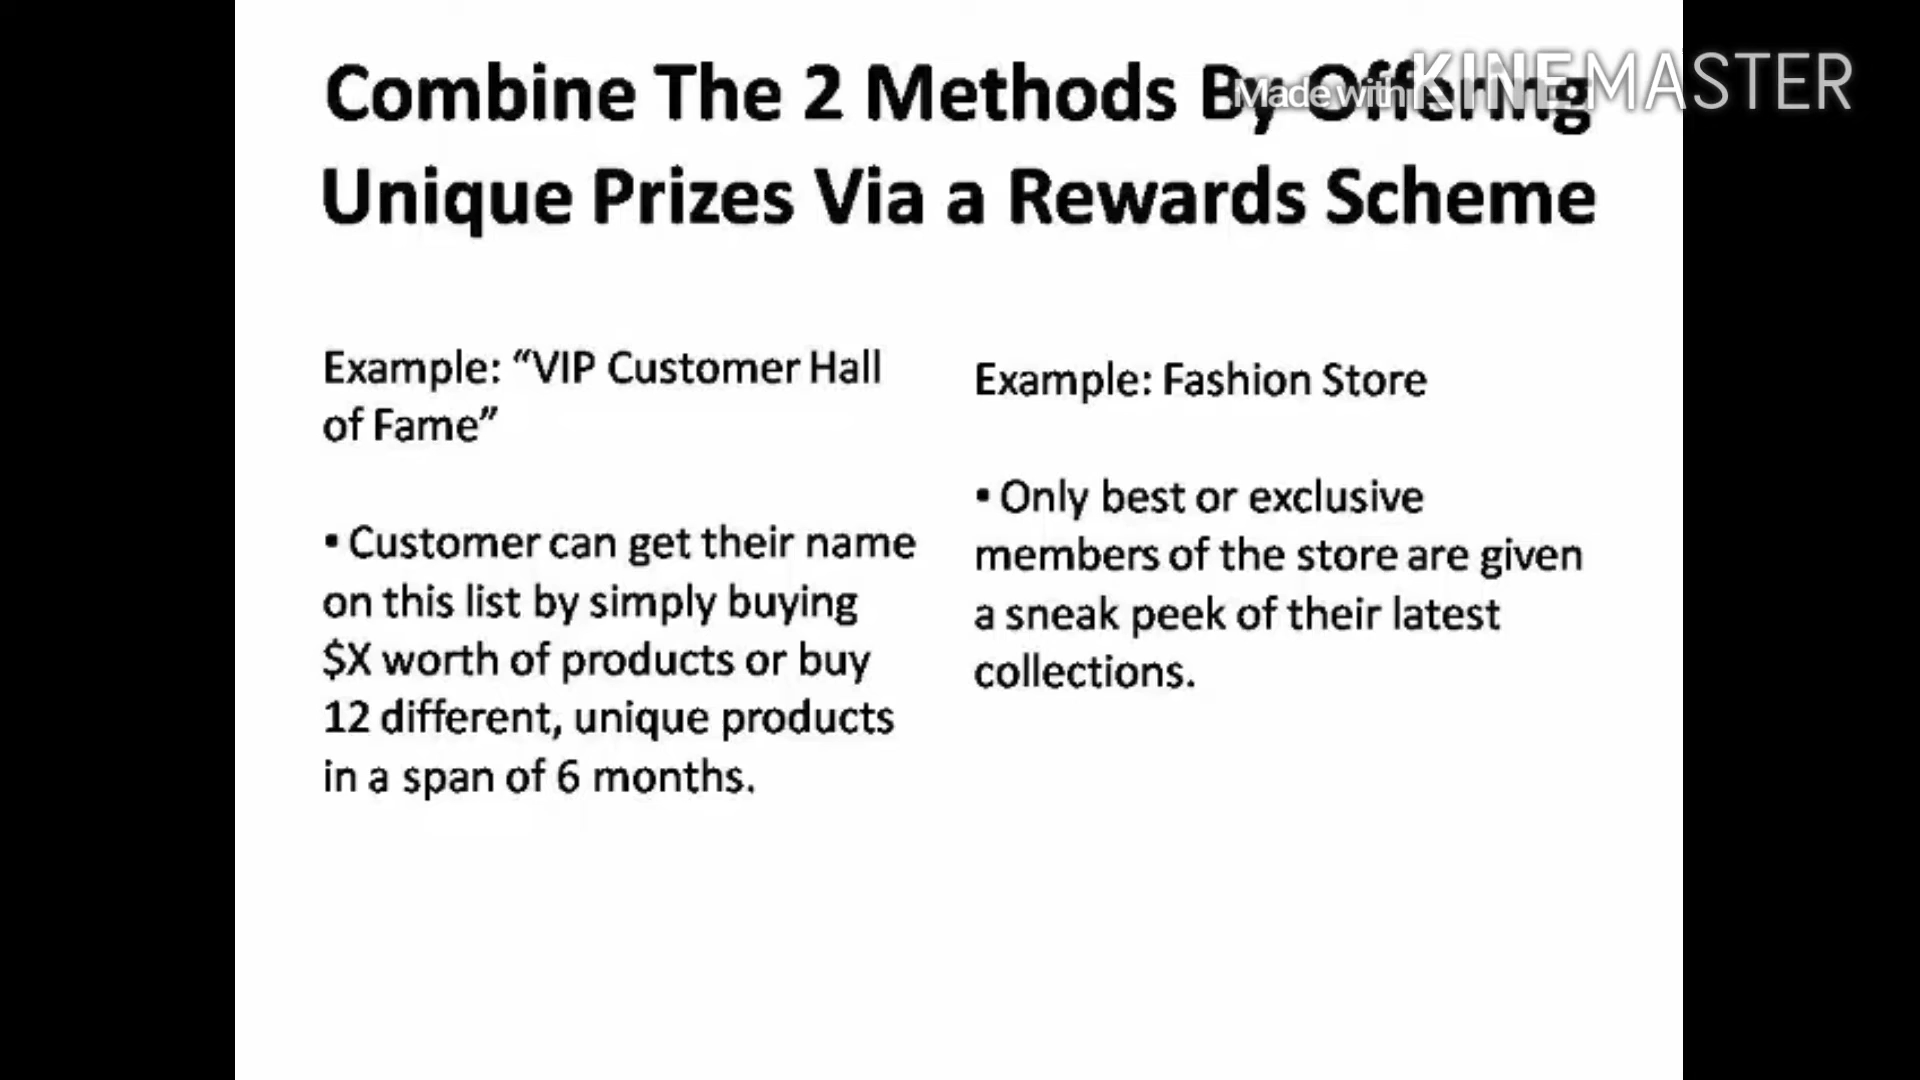 Combine The 2 Methods By Offering
Made with KINEMASTER
Unique Prizes Via a Rewards Scheme
Example: “VIP Customer Hall
of Fame”
• Customer can get their name
on this list by simply buying
$X worth of products or buy
12 different, unique products
in a span of 6 months.
Example: Fashion Store
• Only best or exclusive
members of the store are given
a sneak peek of their latest
collections.